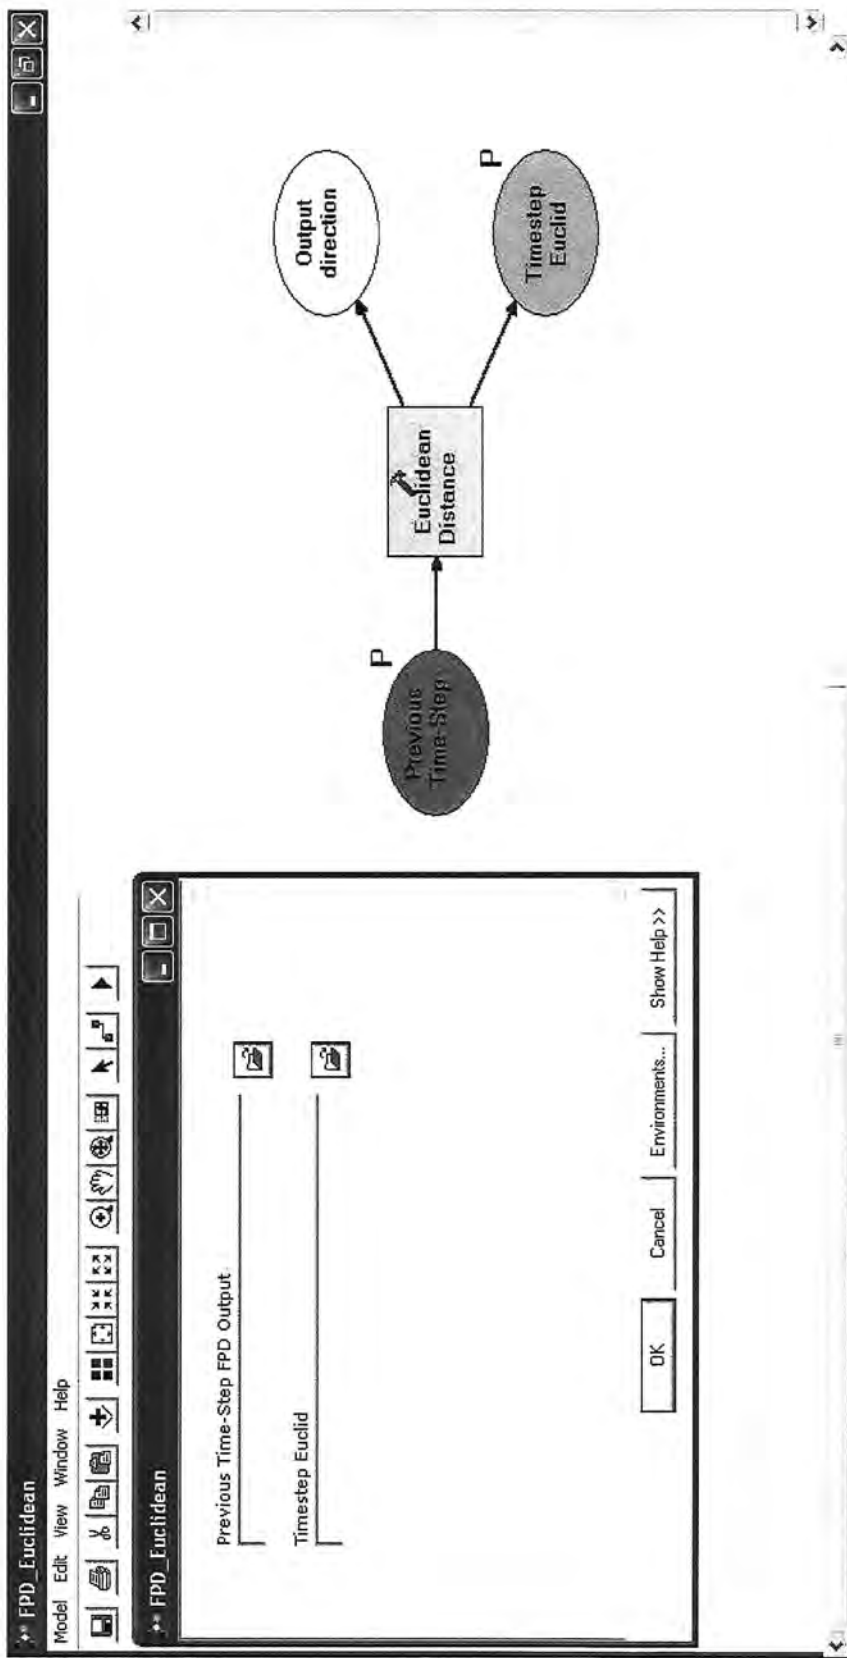 FPD_Euclidean
Model Edit View Window Help
FPD_Euclidean
Previous Time-Step FPD Output
Timestep Euclid
OK
Cancel
Environments...
Show Help >>
P
Previous
Time-Step
Euclidean
Distance
Output
direction
P
Timestep
Euclid